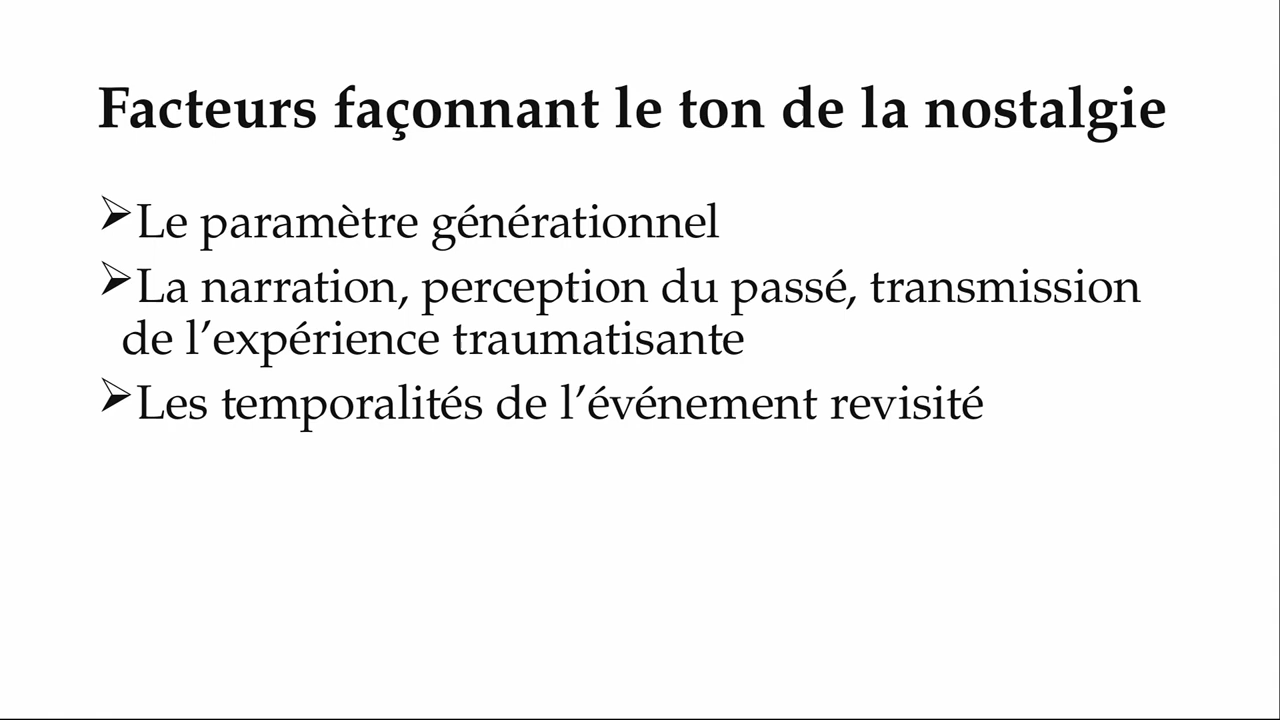 Facteurs façonnant le ton de la nostalgie
➢Le paramètre générationnel
➢La narration, perception du passé, transmission
de l’expérience traumatisante
➢Les temporalités de l’événement revisité